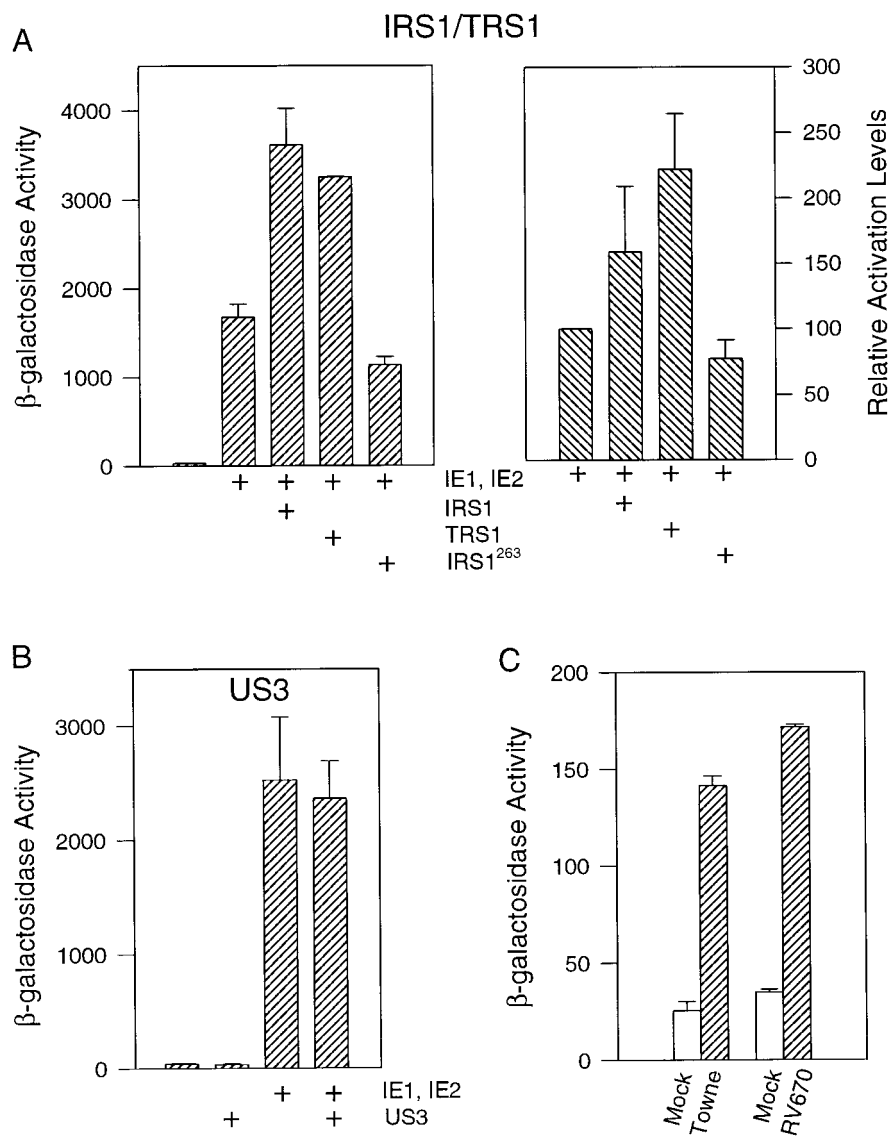 IRS1/TRS1
A
β-galactosidase Activity
4000
3000
2000
1000
0
300
250
200
150
100
50
0
Relative Activation Levels
+ + + + IE1, IE2 + + + +
+ IRS1 +
+ TRS1 +
+ IRS1²⁶³ +
B
US3
β-galactosidase Activity
3000
2000
1000
0
+ + IE1, IE2
+ + US3
C
β-galactosidase Activity
200
150
100
50
0
Mock
Towne
Mock
RV670